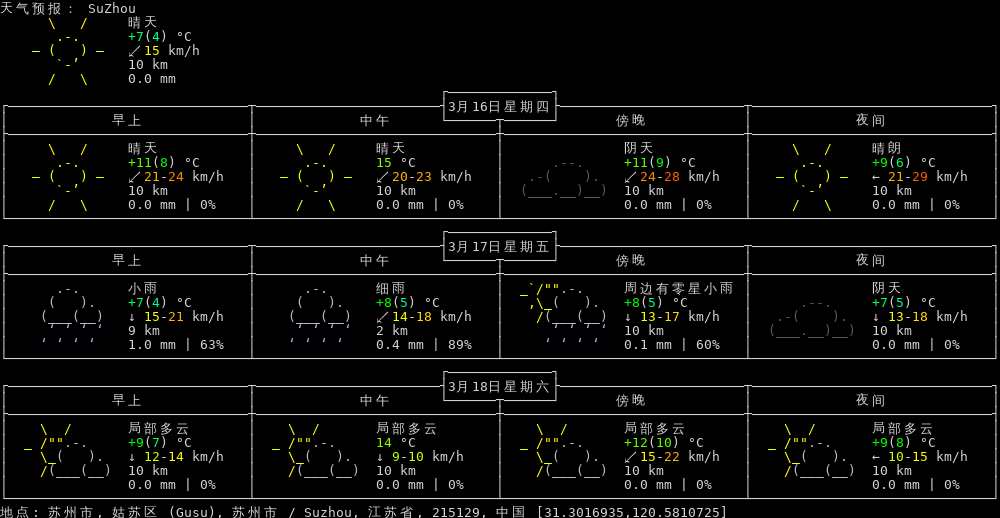 天气预报: SuZhou
晴天
+7(4) °C
↙ 15 km/h
10 km
0.0 mm
3月16日星期四
早上 中午 傍晚 夜间
晴天 晴天 阴天 晴朗
+11(8) °C 15 °C +11(9) °C +9(6) °C
↙ 21-24 km/h ↙ 20-23 km/h ↙ 24-28 km/h ← 21-29 km/h
10 km 10 km 10 km 10 km
0.0 mm | 0% 0.0 mm | 0% 0.0 mm | 0% 0.0 mm | 0%
3月17日星期五
早上 中午 傍晚 夜间
小雨 细雨 周边有零星小雨 阴天
+7(4) °C +8(5) °C +8(5) °C +7(5) °C
↓ 15-21 km/h ↙ 14-18 km/h ↓ 13-17 km/h ↓ 13-18 km/h
9 km 2 km 10 km 10 km
1.0 mm | 63% 0.4 mm | 89% 0.1 mm | 60% 0.0 mm | 0%
3月18日星期六
早上 中午 傍晚 夜间
局部多云 局部多云 局部多云 局部多云
+9(7) °C 14 °C +12(10) °C +9(8) °C
↓ 12-14 km/h ↓ 9-10 km/h ↙ 15-22 km/h ← 10-15 km/h
10 km 10 km 10 km 10 km
0.0 mm | 0% 0.0 mm | 0% 0.0 mm | 0% 0.0 mm | 0%
地点: 苏州市, 姑苏区 (Gusu), 苏州市 / Suzhou, 江苏省, 215129, 中国 [31.3016935,120.5810725]